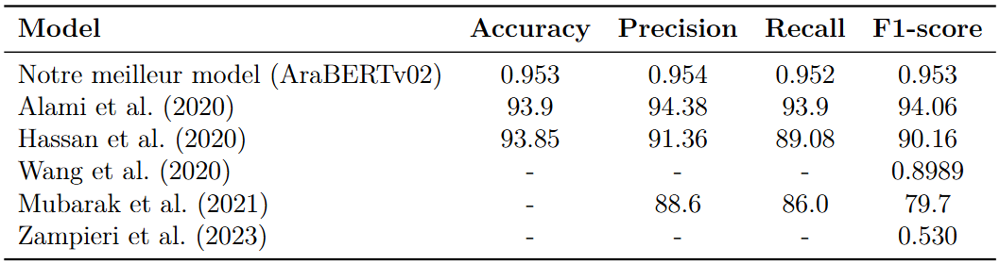 Model Accuracy Precision Recall F1-score
Notre meilleur model (AraBERTv02) 0.953 0.954 0.952 0.953
Alami et al. (2020) 93.9 94.38 93.9 94.06
Hassan et al. (2020) 93.85 91.36 89.08 90.16
Wang et al. (2020) - - - 0.8989
Mubarak et al. (2021) - 88.6 86.0 79.7
Zampieri et al. (2023) - - - 0.530